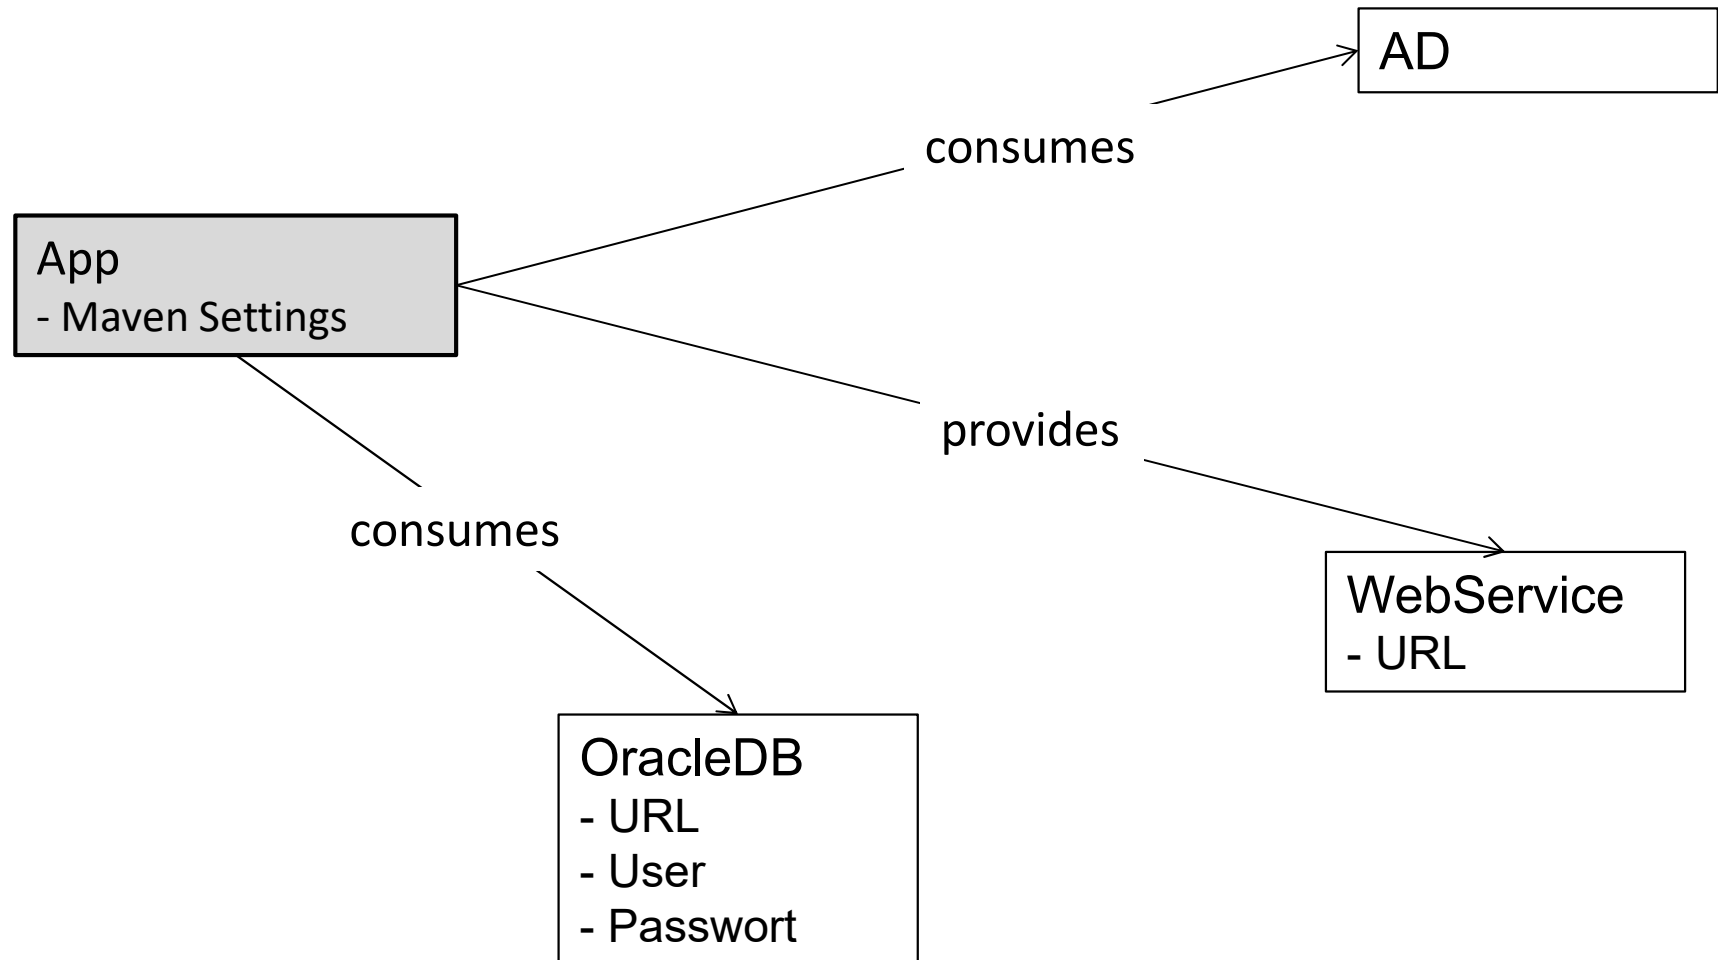 AD
consumes
App
- Maven Settings
provides
consumes
WebService
- URL
OracleDB
- URL
- User
- Passwort